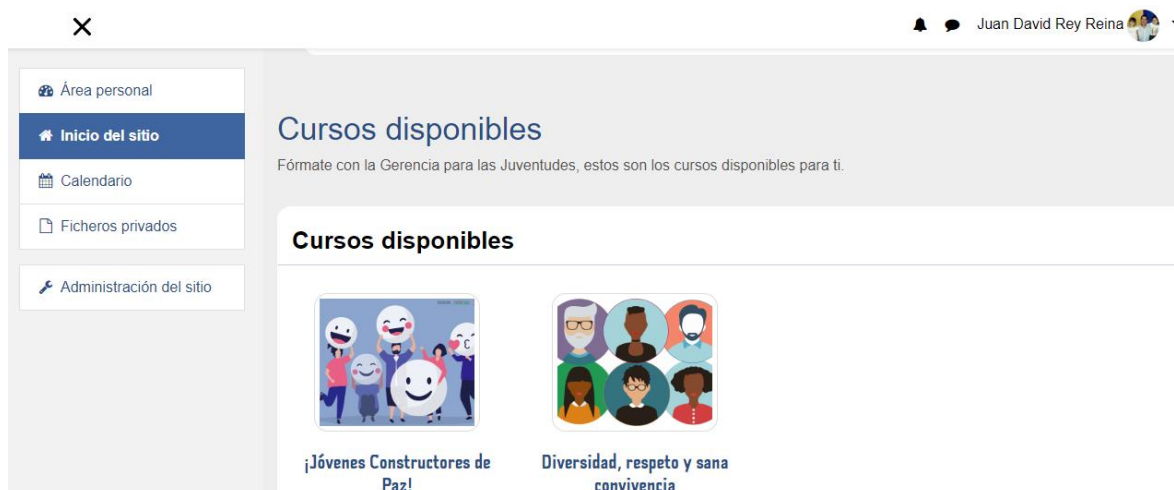 Juan David Rey Reina
Área personal
Inicio del sitio
Calendario
Ficheros privados
Administración del sitio
Cursos disponibles
Fórmate con la Gerencia para las Juventudes, estos son los cursos disponibles para ti.
Cursos disponibles
¡Jóvenes Constructores de
Paz!
Diversidad, respeto y sana
convivencia